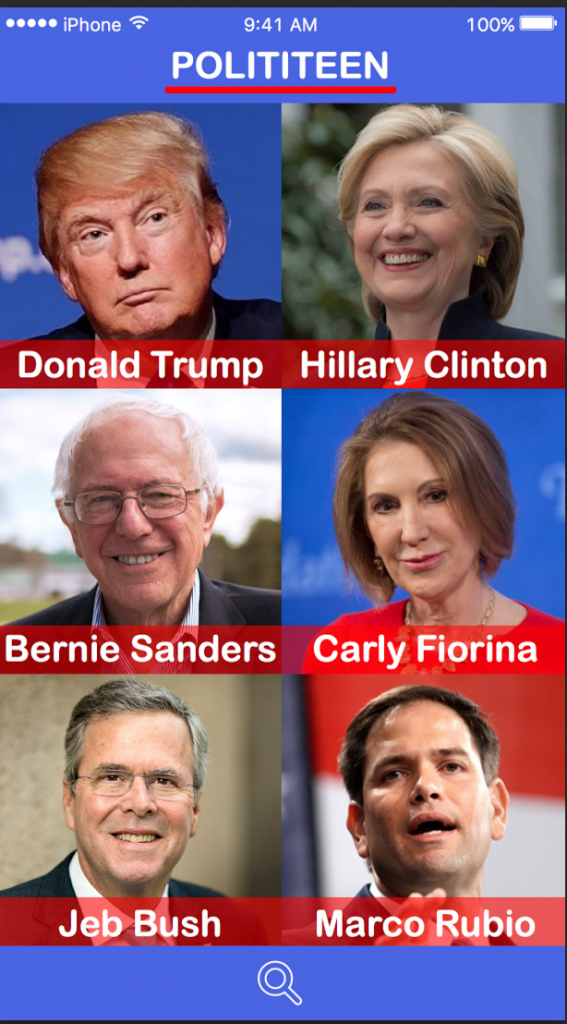 iPhone 9:41 AM 100%
POLITITEEN
Donald Trump Hillary Clinton
Bernie Sanders Carly Fiorina
Jeb Bush Marco Rubio